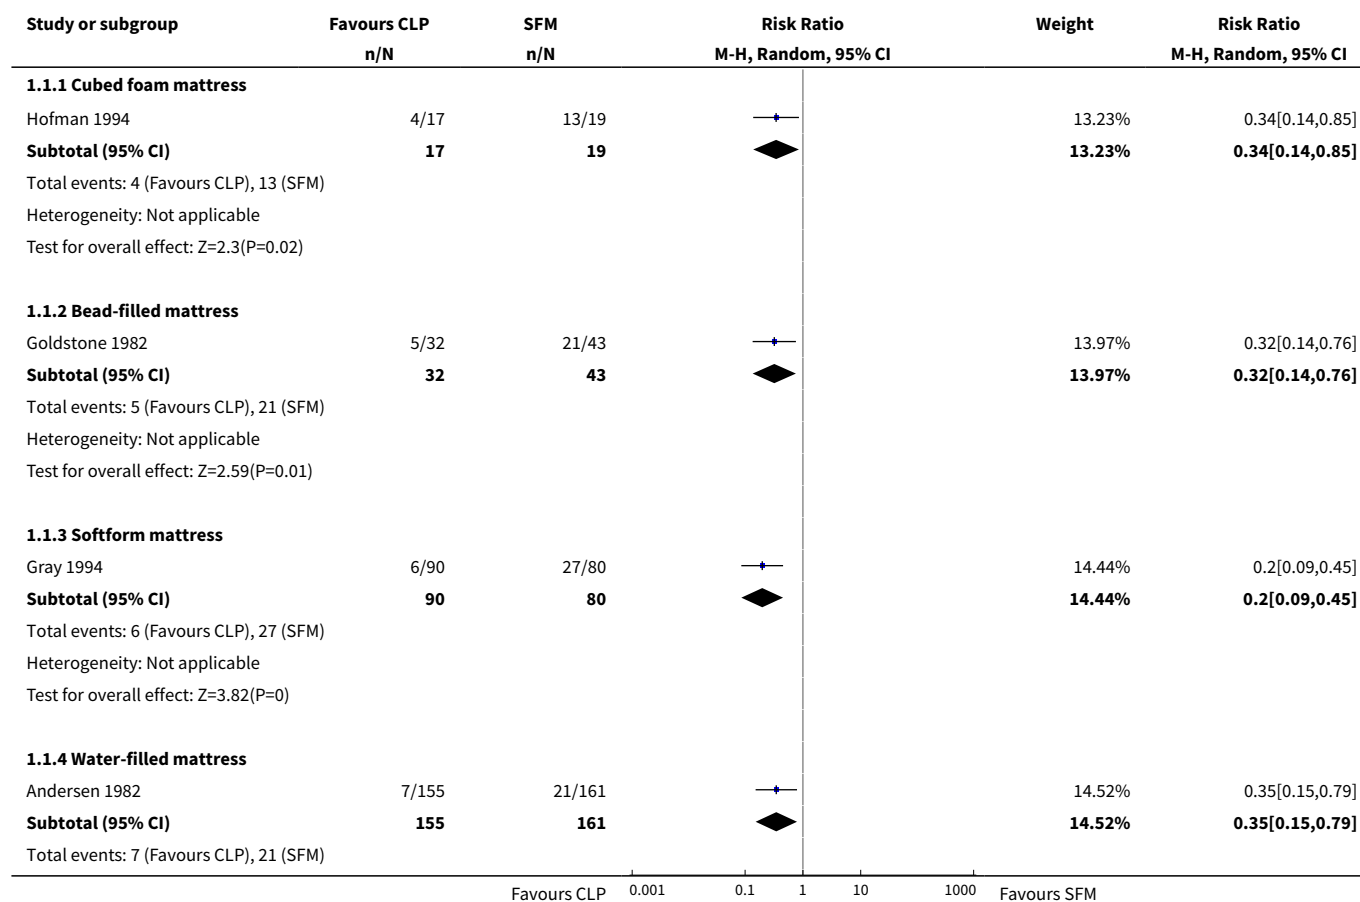 Study or subgroup Favours CLP SFM Risk Ratio Weight Risk Ratio
n/N n/N M-H, Random, 95% CI M-H, Random, 95% CI
1.1.1 Cubed foam mattress
Hofman 1994 4/17 13/19 13.23% 0.34[0.14,0.85]
Subtotal (95% CI) 17 19 13.23% 0.34[0.14,0.85]
Total events: 4 (Favours CLP), 13 (SFM)
Heterogeneity: Not applicable
Test for overall effect: Z=2.3(P=0.02)
1.1.2 Bead-filled mattress
Goldstone 1982 5/32 21/43 13.97% 0.32[0.14,0.76]
Subtotal (95% CI) 32 43 13.97% 0.32[0.14,0.76]
Total events: 5 (Favours CLP), 21 (SFM)
Heterogeneity: Not applicable
Test for overall effect: Z=2.59(P=0.01)
1.1.3 Softform mattress
Gray 1994 6/90 27/80 14.44% 0.2[0.09,0.45]
Subtotal (95% CI) 90 80 14.44% 0.2[0.09,0.45]
Total events: 6 (Favours CLP), 27 (SFM)
Heterogeneity: Not applicable
Test for overall effect: Z=3.82(P=0)
1.1.4 Water-filled mattress
Andersen 1982 7/155 21/161 14.52% 0.35[0.15,0.79]
Subtotal (95% CI) 155 161 14.52% 0.35[0.15,0.79]
Total events: 7 (Favours CLP), 21 (SFM)
Favours CLP 0.001 0.1 1 10 1000 Favours SFM